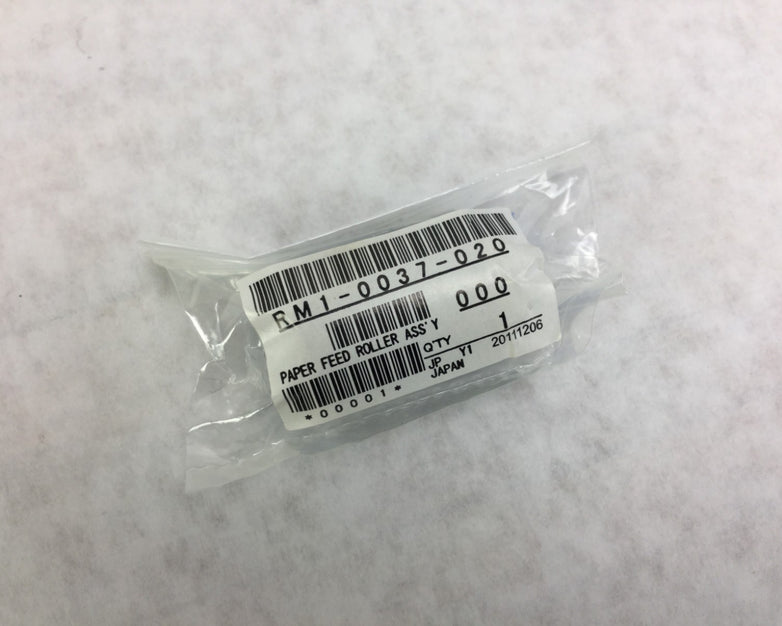 RM1-0037-020
000
PAPER FEED ROLLER ASS'Y
QTY 1
JP Y1 20111206
JAPAN
*00001*